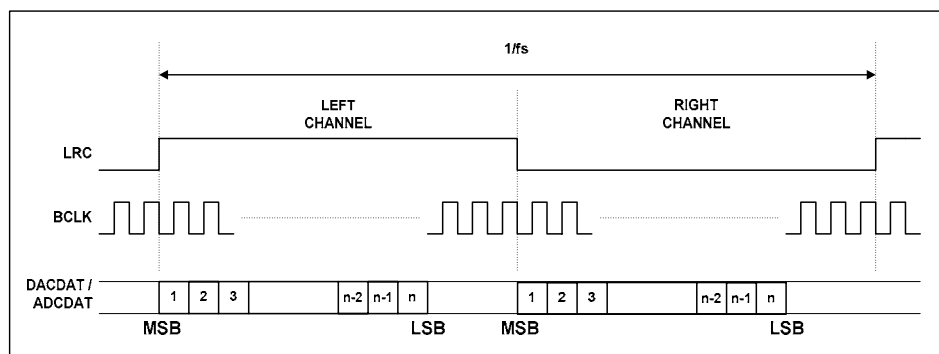 1/fs
LEFT
CHANNEL
RIGHT
CHANNEL
LRC
BCLK
DACDAT /
ADCDAT
1 2 3 n-2 n-1 n 1 2 3 n-2 n-1 n
MSB LSB MSB LSB